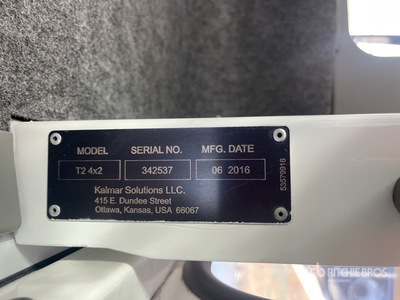 MODEL SERIAL NO. MFG. DATE
T2 4x2 342537 06 2016
Kalmar Solutions LLC.
415 E. Dundee Street
Ottawa, Kansas, USA 66067
53570916
RITCHIE BROS.